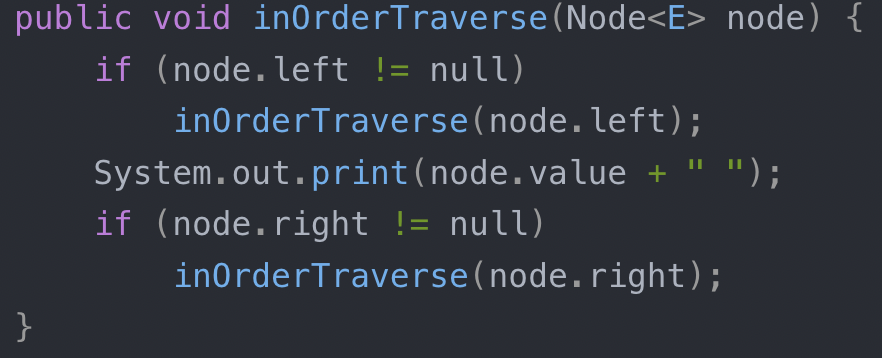 public void inOrderTraverse(Node<E> node) {
    if (node.left != null)
        inOrderTraverse(node.left);
    System.out.print(node.value + " ");
    if (node.right != null)
        inOrderTraverse(node.right);
}